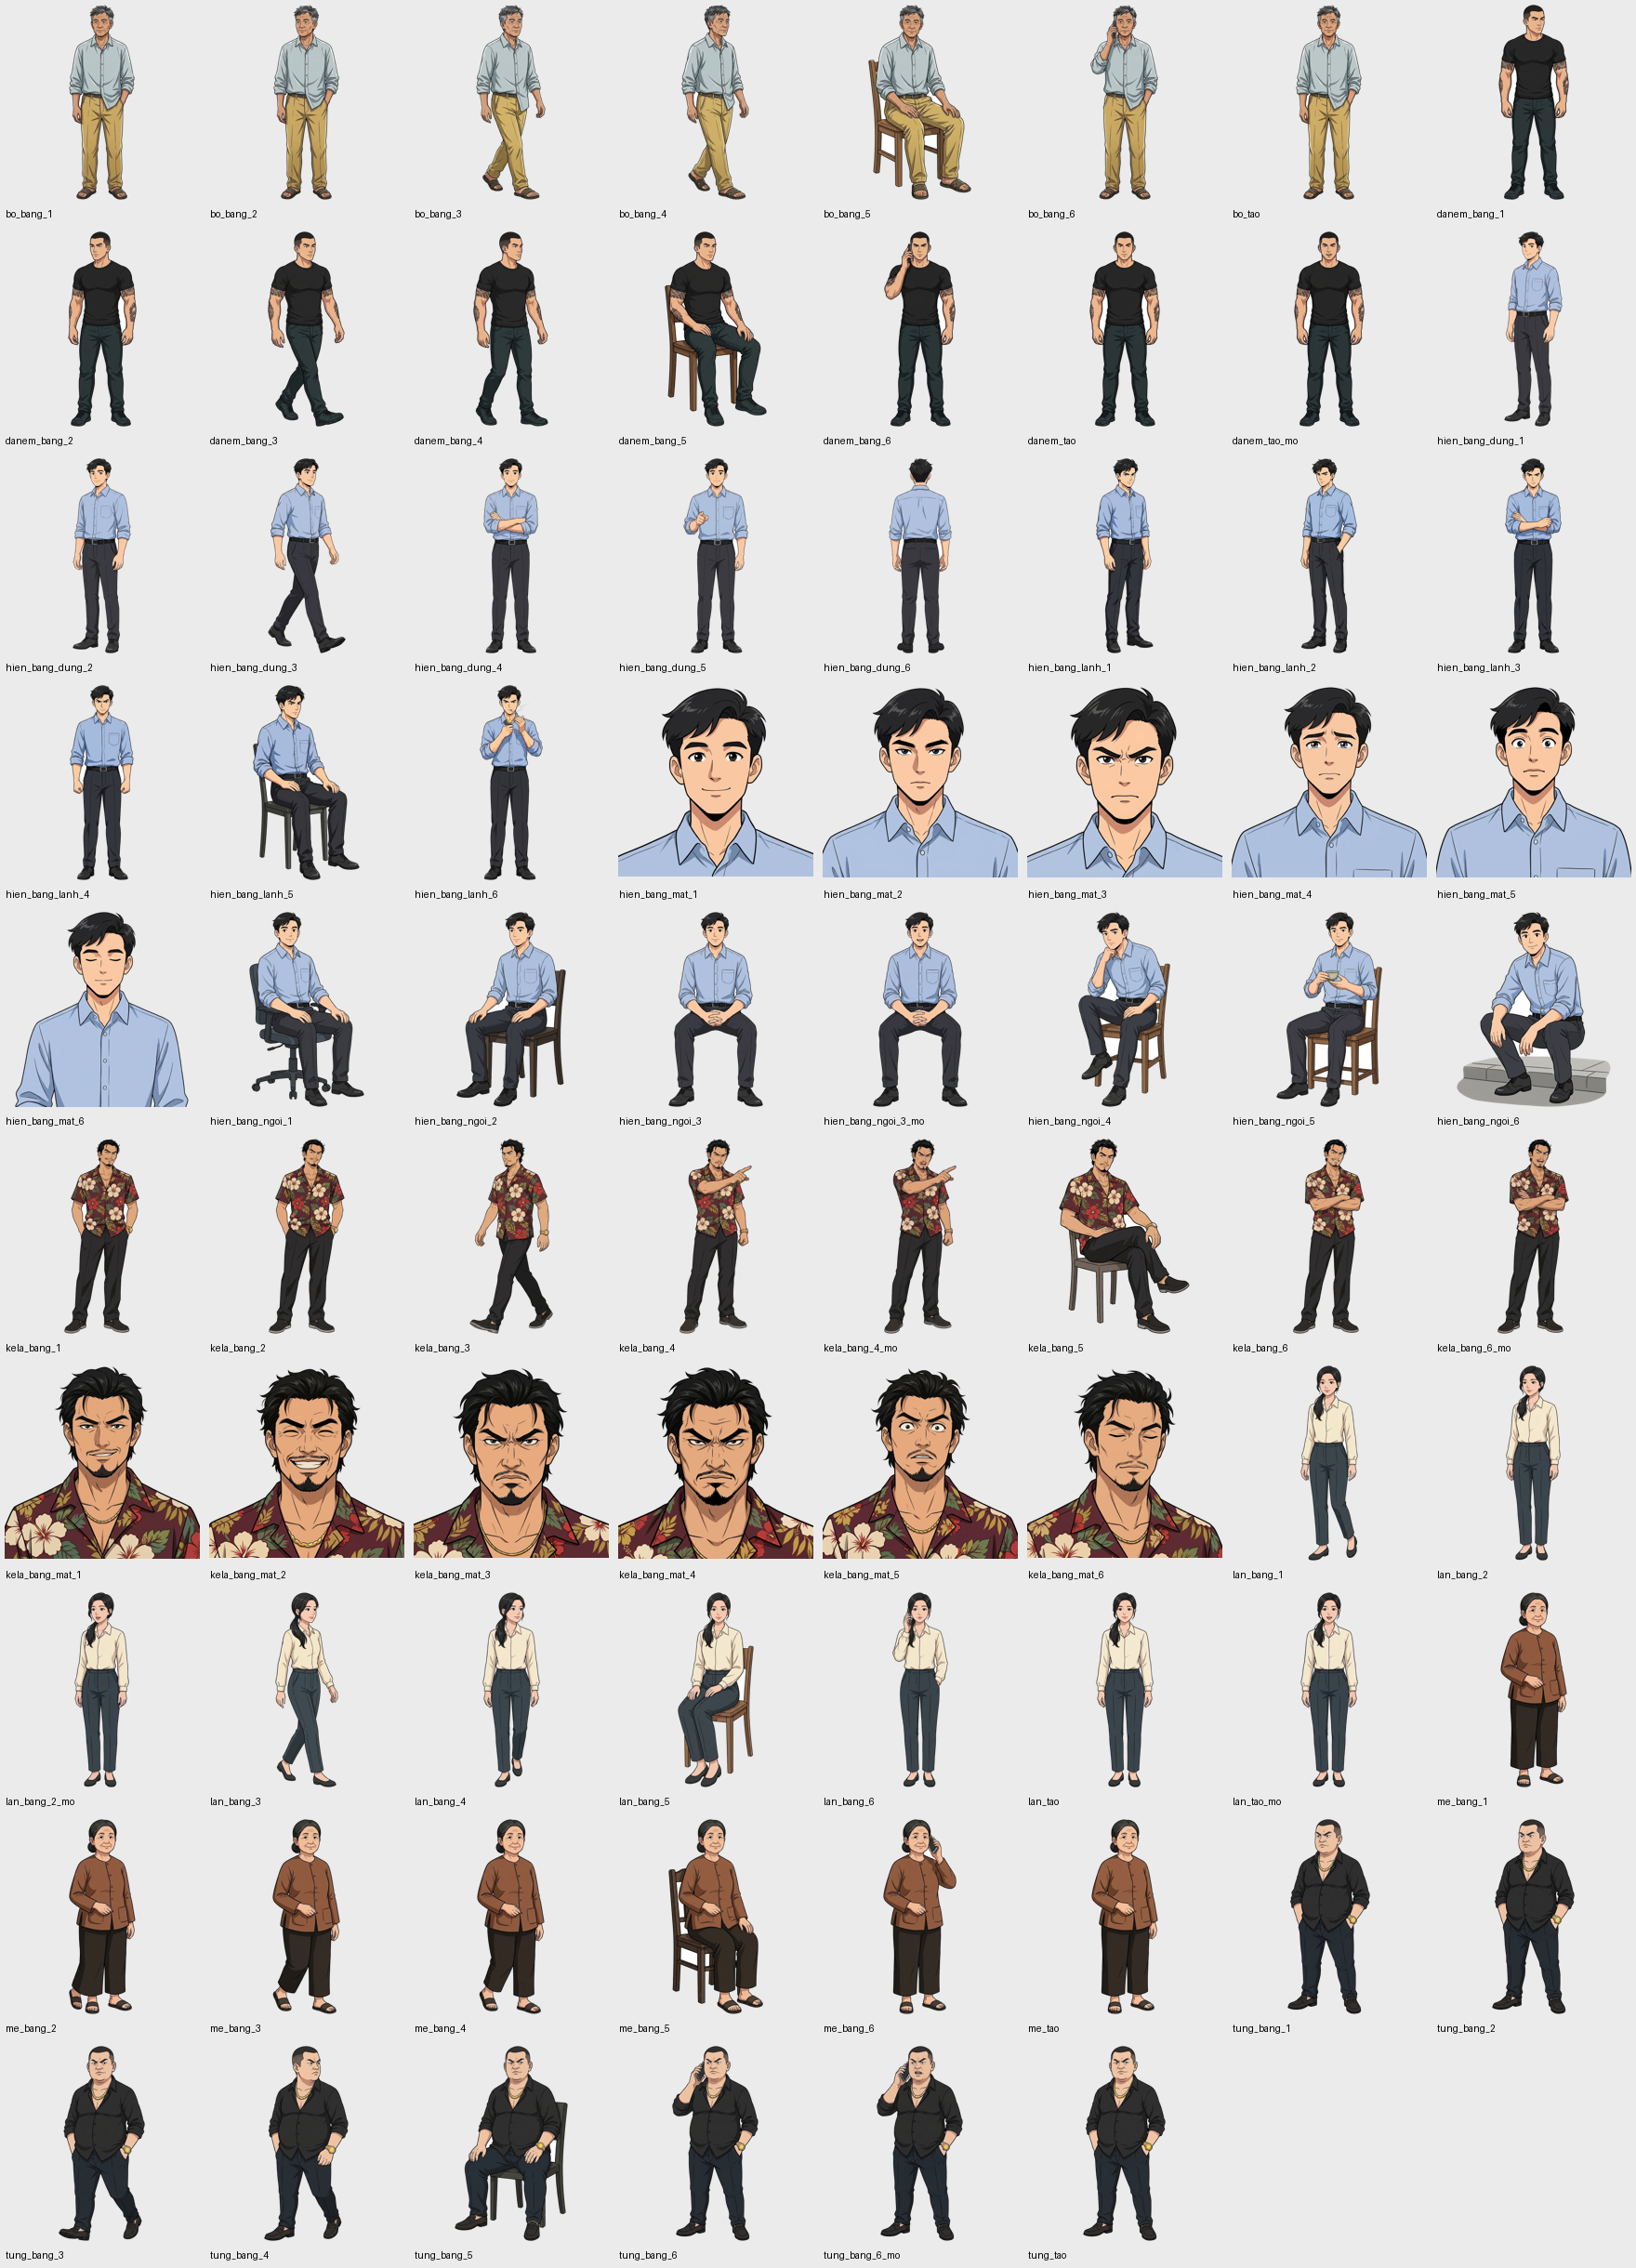 bo_bang_1 bo_bang_2 bo_bang_3 bo_bang_4 bo_bang_5 bo_bang_6 bo_tao danem_bang_1
danem_bang_2 danem_bang_3 danem_bang_4 danem_bang_5 danem_bang_6 danem_tao danem_tao_mo hien_bang_dung_1
hien_bang_dung_2 hien_bang_dung_3 hien_bang_dung_4 hien_bang_dung_5 hien_bang_dung_6 hien_bang_lanh_1 hien_bang_lanh_2 hien_bang_lanh_3
hien_bang_lanh_4 hien_bang_lanh_5 hien_bang_lanh_6 hien_bang_mat_1 hien_bang_mat_2 hien_bang_mat_3 hien_bang_mat_4 hien_bang_mat_5
hien_bang_mat_6 hien_bang_ngoi_1 hien_bang_ngoi_2 hien_bang_ngoi_3 hien_bang_ngoi_3_mo hien_bang_ngoi_4 hien_bang_ngoi_5 hien_bang_ngoi_6
kela_bang_1 kela_bang_2 kela_bang_3 kela_bang_4 kela_bang_4_mo kela_bang_5 kela_bang_6 kela_bang_6_mo
kela_bang_mat_1 kela_bang_mat_2 kela_bang_mat_3 kela_bang_mat_4 kela_bang_mat_5 kela_bang_mat_6 lan_bang_1 lan_bang_2
lan_bang_2_mo lan_bang_3 lan_bang_4 lan_bang_5 lan_bang_6 lan_tao lan_tao_mo me_bang_1
me_bang_2 me_bang_3 me_bang_4 me_bang_5 me_bang_6 me_tao tung_bang_1 tung_bang_2
tung_bang_3 tung_bang_4 tung_bang_5 tung_bang_6 tung_bang_6_mo tung_tao